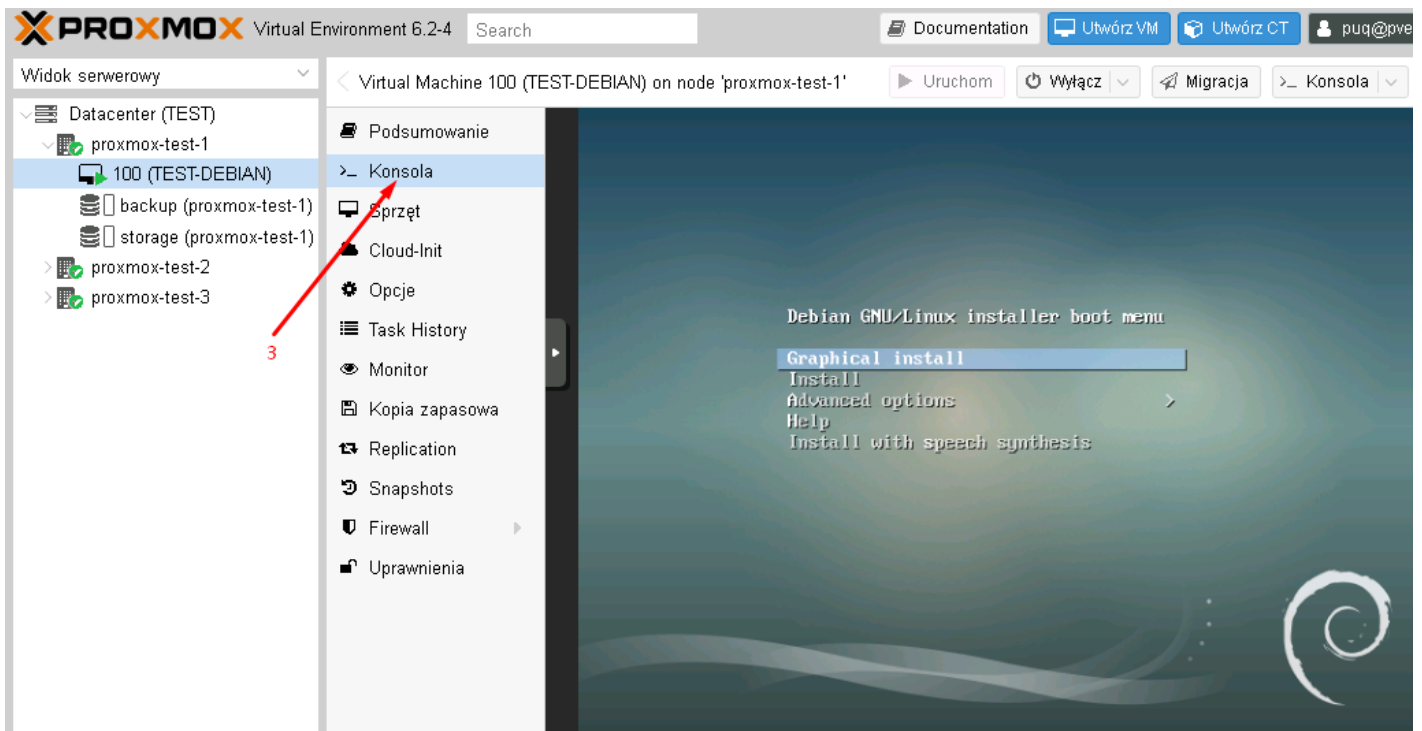 PROXMOX Virtual Environment 6.2-4 Search Documentation Utwórz VM Utwórz CT puq@pve
Widok serwerowy
Virtual Machine 100 (TEST-DEBIAN) on node 'proxmox-test-1' Uruchom Wyłącz Migracja >_ Konsola
Datacenter (TEST)
proxmox-test-1
100 (TEST-DEBIAN)
backup (proxmox-test-1)
storage (proxmox-test-1)
proxmox-test-2
proxmox-test-3
Podsumowanie
>_ Konsola
Sprzęt
Cloud-Init
Opcje
Task History
Monitor
Kopia zapasowa
Replication
Snapshots
Firewall
Uprawnienia
3
Debian GNU/Linux installer boot menu
Graphical install
Install
Advanced options >
Help
Install with speech synthesis